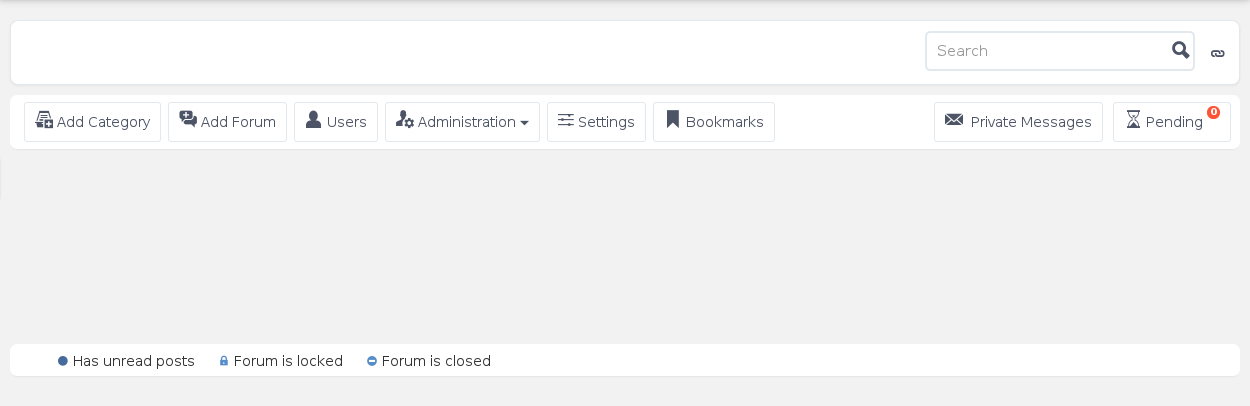 Search
Add Category Add Forum Users Administration Settings Bookmarks Private Messages Pending 0
Has unread posts Forum is locked Forum is closed